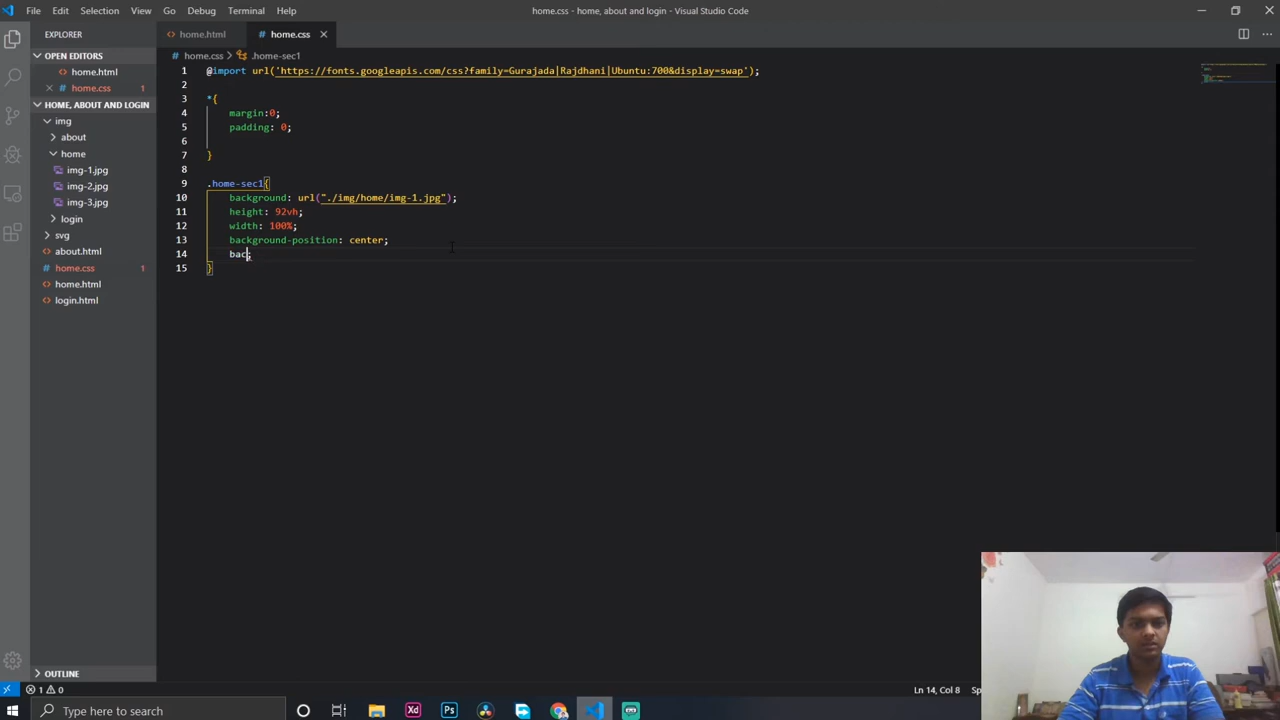 File Edit Selection View Go Debug Terminal Help
home.css - home, about and login - Visual Studio Code
EXPLORER
home.html
home.css
OPEN EDITORS
home.html
home.css 1
HOME, ABOUT AND LOGIN
img
about
home
img-1.jpg
img-2.jpg
img-3.jpg
login
svg
about.html
home.css 1
home.html
login.html
OUTLINE
home.css .home-sec1
1 @import url('https://fonts.googleapis.com/css?family=Gurajada|Rajdhani|Ubuntu:700&display=swap');
2
3 *{
4 margin:0;
5 padding: 0;
6
7 }
8
9 .home-sec1{
10 background: url("./img/home/img-1.jpg");
11 height: 92vh;
12 width: 100%;
13 background-position: center;
14 bac;
15 }
1 0
Ln 14, Col 8
Type here to search
Xd
Ps